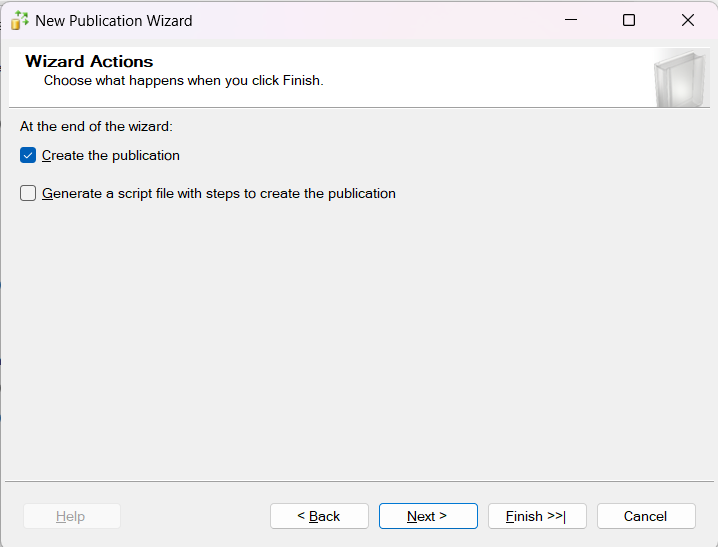 New Publication Wizard
Wizard Actions
Choose what happens when you click Finish.
At the end of the wizard:
Create the publication
Generate a script file with steps to create the publication
Help
< Back
Next >
Finish >>|
Cancel